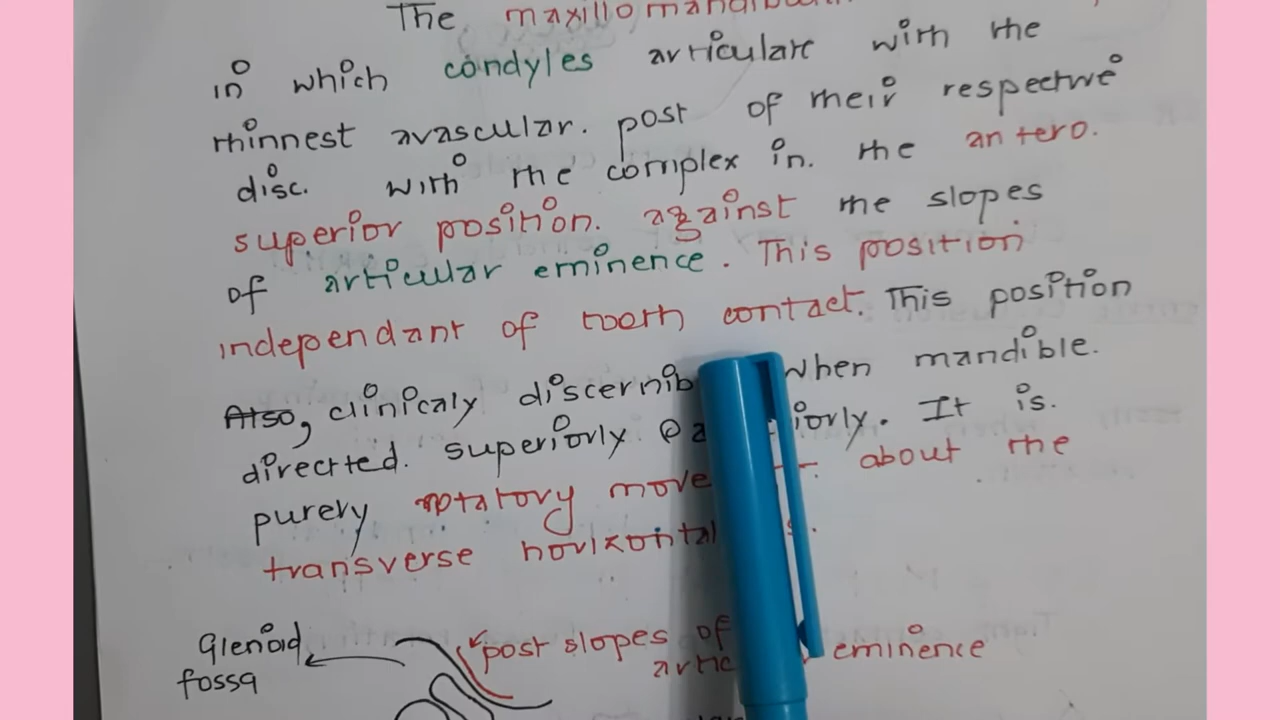 The
in which condyles articulate with the
thinnest avascular. post of their respective
disc. with the complex in. the antero.
superior position. against the slopes
of articular eminence. This position
independant of tooth contact. This position
Also, clinicaly when mandible.
directed. superiorly It is.
purely rotatory about the
transverse
Glenoid
fossa
post slopes of
eminence